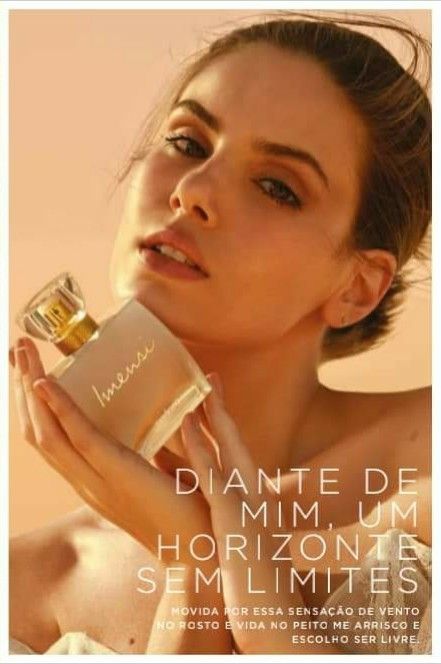 Imensi
DIANTE DE
MIM, UM
HORIZONTE
SEM LIMITES
MOVIDA POR ESSA SENSAÇÃO DE VENTO
NO ROSTO E VIDA NO PEITO ME ARRISCO E
ESCOLHO SER LIVRE.